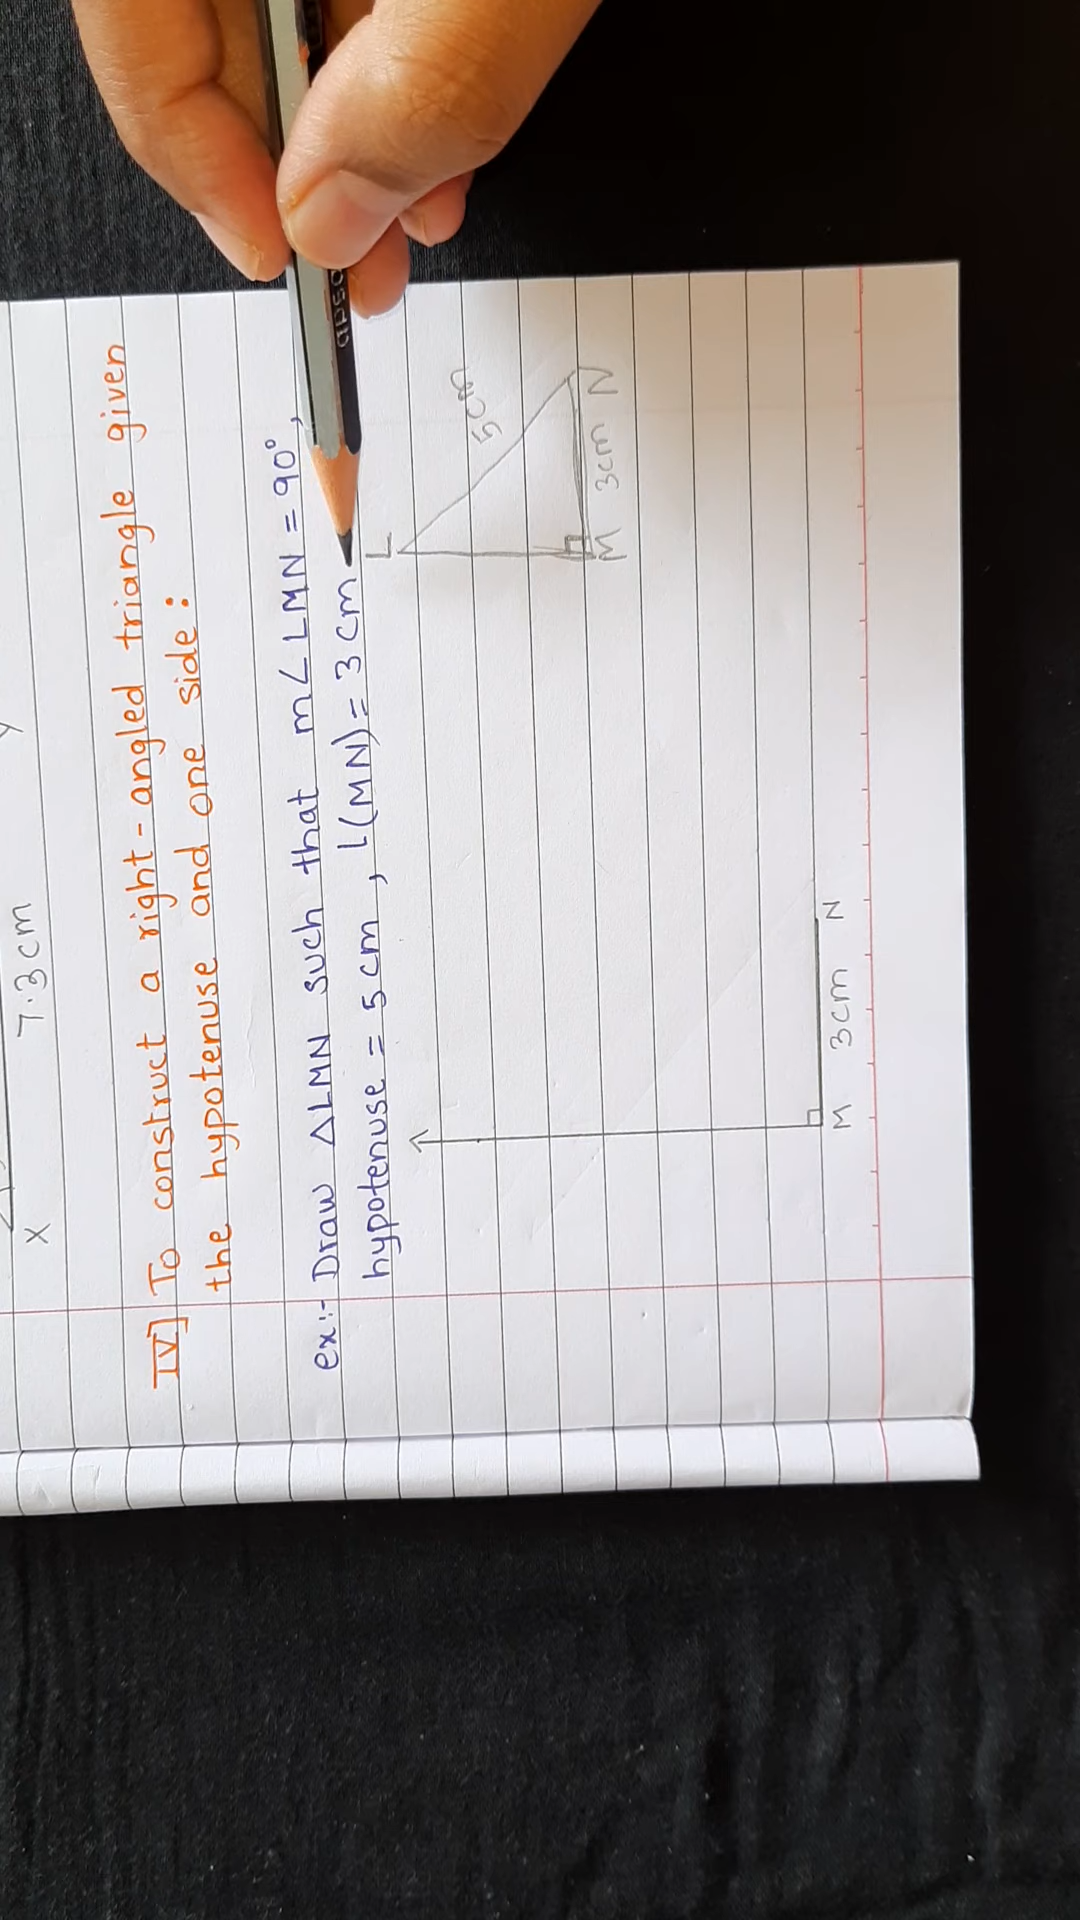 X 7.3 cm Y
IV] To construct a right-angled triangle given
the hypotenuse and one side :
ex:- Draw ΔLMN such that m∠LMN = 90°,
hypotenuse = 5 cm, l(MN) = 3 cm
L
5cm
M 3cm N
M 3cm N
apsa